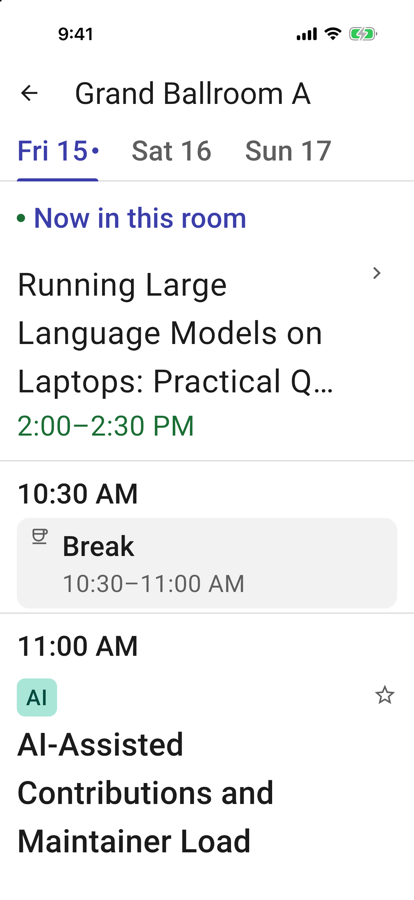 9:41
Grand Ballroom A
Fri 15
Sat 16
Sun 17
Now in this room
Running Large
Language Models on
Laptops: Practical Q…
2:00–2:30 PM
10:30 AM
Break
10:30–11:00 AM
11:00 AM
AI
AI-Assisted
Contributions and
Maintainer Load